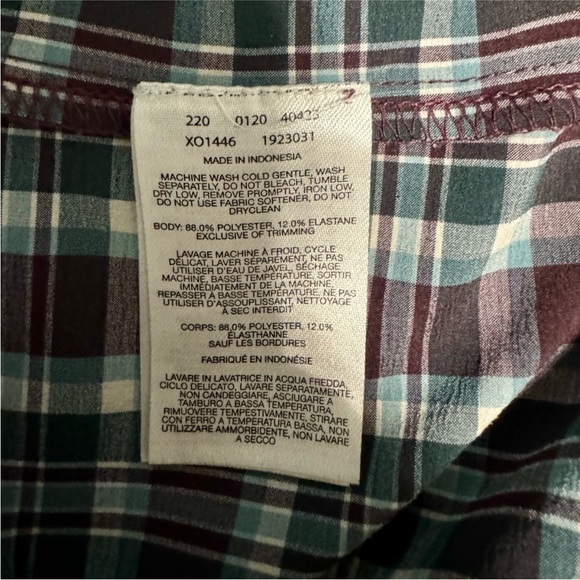 220 0120 40423
XO1446 1923031
MADE IN INDONESIA
MACHINE WASH COLD GENTLE, WASH
SEPARATELY, DO NOT BLEACH, TUMBLE
DRY LOW, REMOVE PROMPTLY, IRON LOW,
DO NOT USE FABRIC SOFTENER, DO NOT
DRYCLEAN
BODY: 88.0% POLYESTER, 12.0% ELASTANE
EXCLUSIVE OF TRIMMING
LAVAGE MACHINE À FROID, CYCLE
DÉLICAT, LAVER SÉPAREMENT, NE PAS
UTILISER D'EAU DE JAVEL, SÉCHAGE
MACHINE, BASSE TEMPÉRATURE, SORTIR
IMMÉDIATEMENT DE LA MACHINE,
REPASSER À BASSE TEMPÉRATURE, NE PAS
UTILISER D'ASSOUPLISSANT, NETTOYAGE
À SEC INTERDIT
CORPS: 88,0% POLYESTER, 12,0%
ÉLASTHANNE
SAUF LES BORDURES
FABRIQUÉ EN INDONÉSIE
LAVARE IN LAVATRICE IN ACQUA FREDDA,
CICLO DELICATO, LAVARE SEPARATAMENTE,
NON CANDEGGIARE, ASCIUGARE A
TAMBURO A BASSA TEMPERATURA,
RIMUOVERE TEMPESTIVAMENTE, STIRARE
CON FERRO A TEMPERATURA BASSA, NON
UTILIZZARE AMMORBIDENTE, NON LAVARE
A SECCO